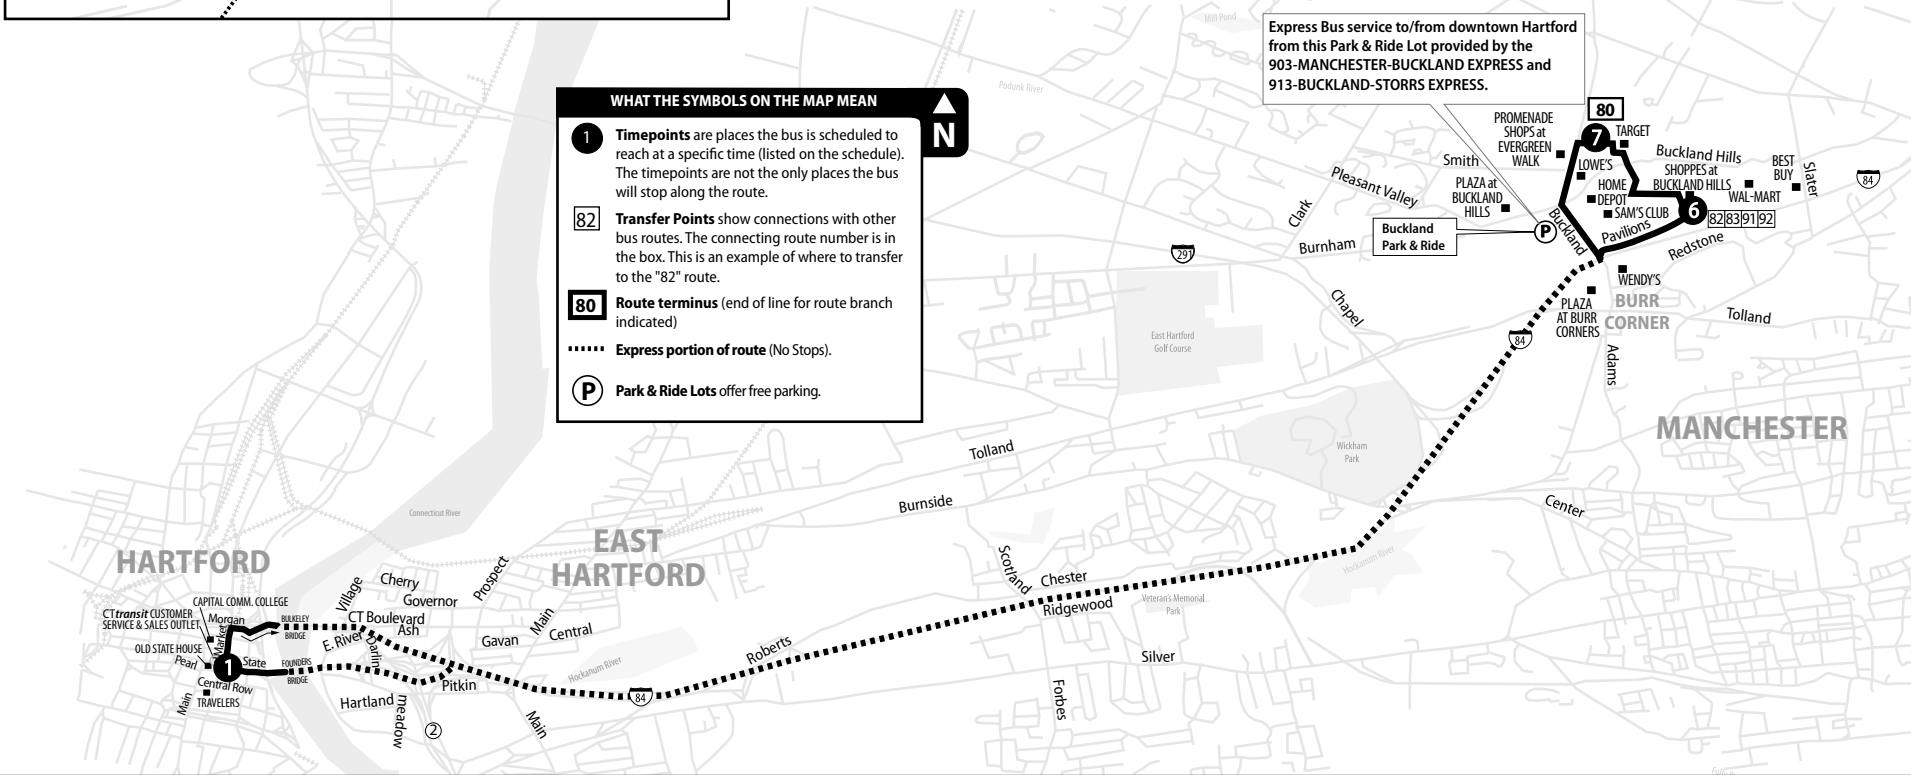 Mill Pond
Express Bus service to/from downtown Hartford
from this Park & Ride Lot provided by the
903-MANCHESTER-BUCKLAND EXPRESS and
913-BUCKLAND-STORRS EXPRESS.
Podunk River
WHAT THE SYMBOLS ON THE MAP MEAN
N
1
Timepoints are places the bus is scheduled to
reach at a specific time (listed on the schedule).
The timepoints are not the only places the bus
will stop along the route.
82
Transfer Points show connections with other
bus routes. The connecting route number is in
the box. This is an example of where to transfer
to the "82" route.
80
Route terminus (end of line for route branch
indicated)
Express portion of route (No Stops).
P
Park & Ride Lots offer free parking.
80
7
TARGET
PROMENADE
SHOPS at
EVERGREEN
WALK
LOWE'S
Buckland Hills
SHOPPES at
BUCKLAND HILLS
BEST
BUY
Slater
84
WAL-MART
HOME
DEPOT
SAM'S CLUB
6
82 83 91 92
Smith
Pleasant Valley
PLAZA at
BUCKLAND
HILLS
Clark
Buckland
Park & Ride
P
Buckland
Pavilions
Redstone
Burnham
291
WENDY'S
BURR
CORNER
PLAZA
AT BURR
CORNERS
Tolland
Chapel
84
Adams
East Hartford
Golf Course
MANCHESTER
Wickham
Park
Tolland
Burnside
Center
Connecticut River
HARTFORD
EAST
HARTFORD
Hockanum River
Scotland
Chester
Ridgewood
Veteran's Memorial
Park
Prospect
Cherry
Village
Governor
CT Boulevard
Ash
E. River
Darlin
Main
Gavan
Central
CAPITAL COMM. COLLEGE
CTtransit CUSTOMER
SERVICE & SALES OUTLET
Morgan
Market
BULKELEY
BRIDGE
OLD STATE HOUSE
Pearl
1
State
FOUNDERS
BRIDGE
Central Row
TRAVELERS
Main
Hockanum River
Roberts
Silver
Pitkin
84
Hartland
meadow
2
Main
Forbes